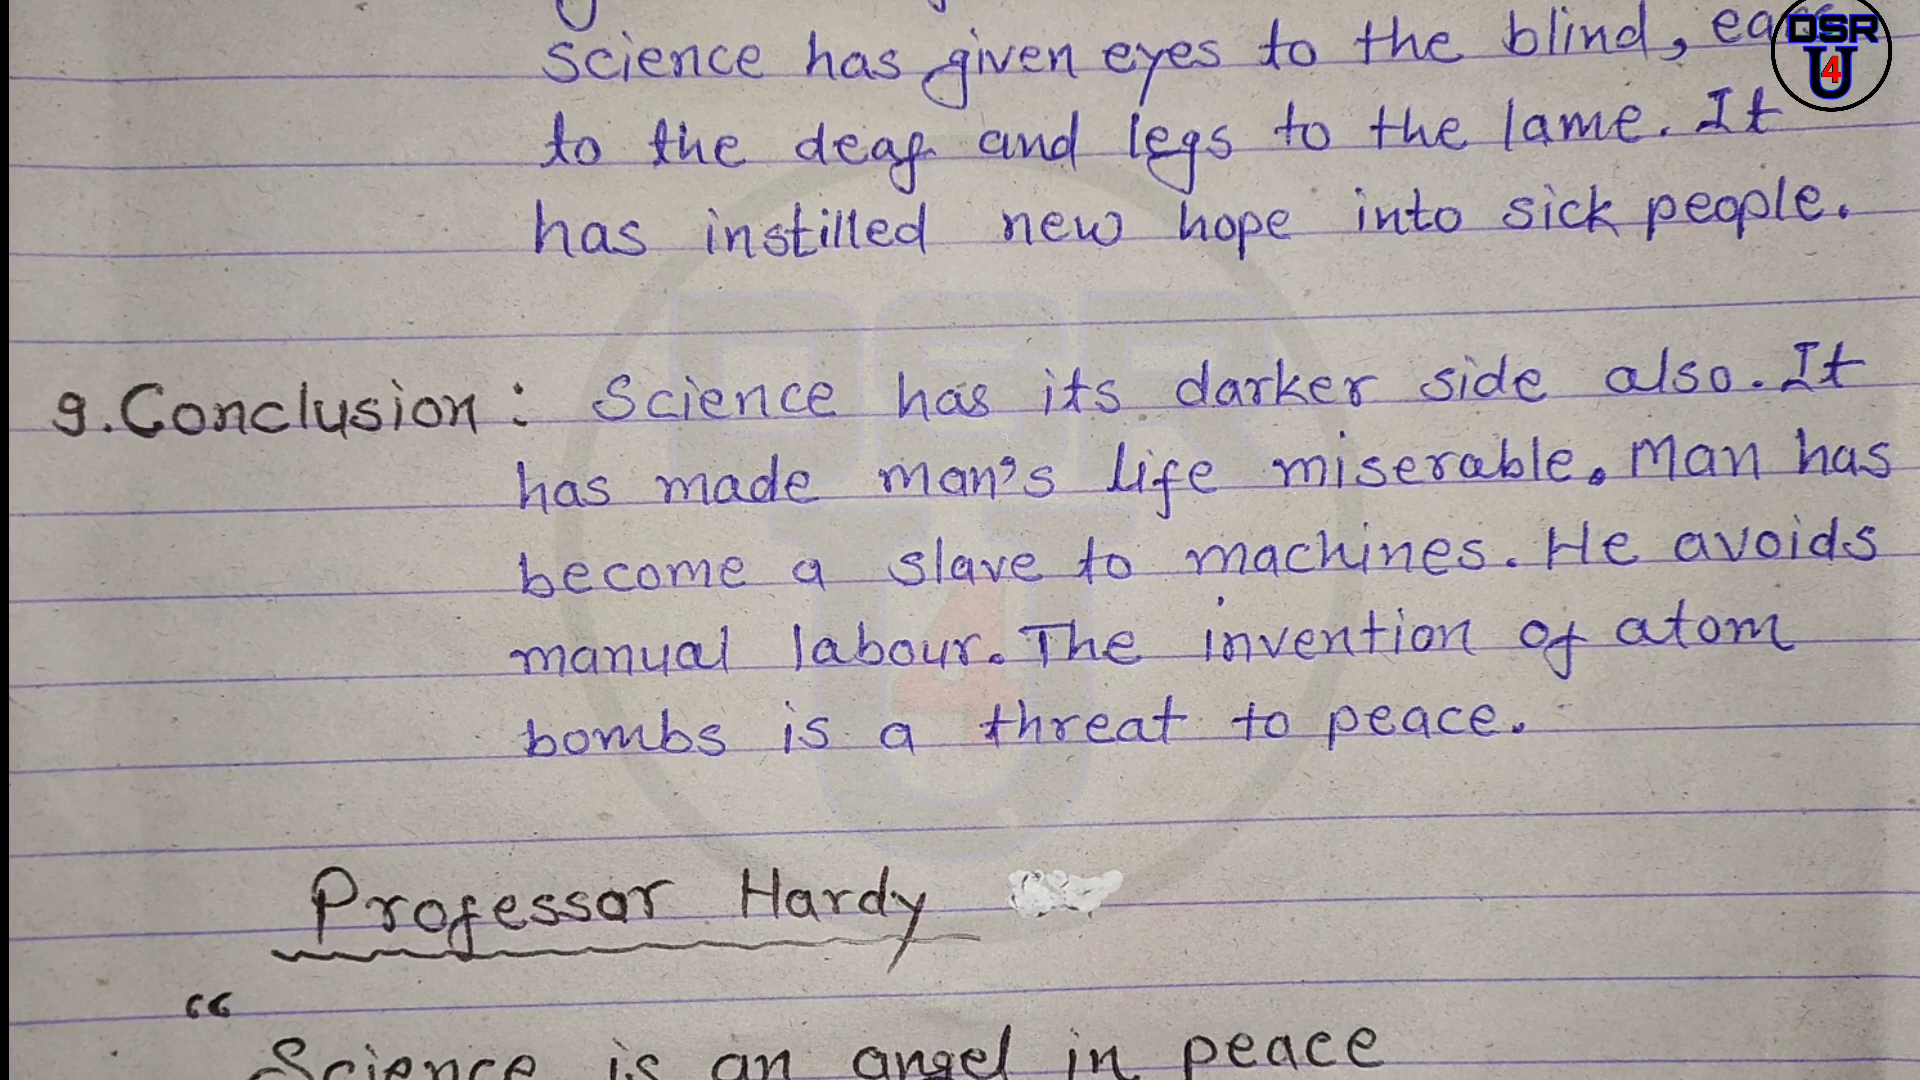 science has given eyes to the blind, ears
to the deaf and legs to the lame. It
has instilled new hope into sick people.
9. Conclusion : Science has its darker side also. It
has made man's life miserable. Man has
become a slave to machines. He avoids
manual labour. The invention of atom
bombs is a threat to peace.
Professor Hardy
“
Science is an angel in peace
DSR
U
4
DSR
U
4